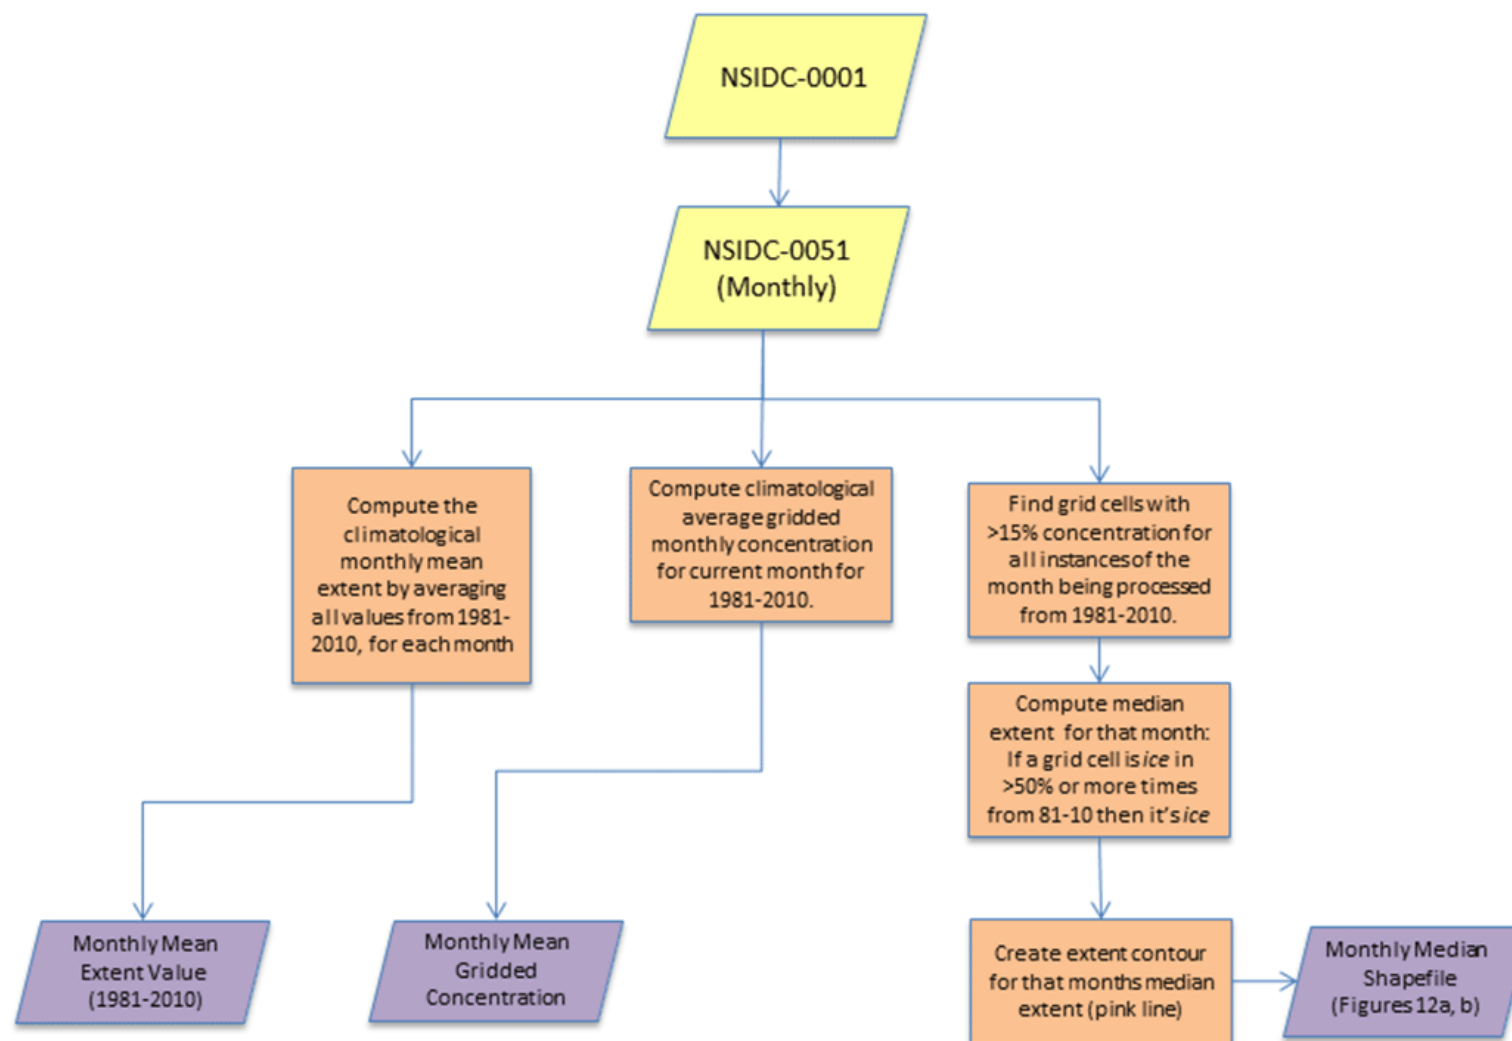 NSIDC-0001
NSIDC-0051
(Monthly)
Compute the
climatological
monthly mean
extent by averaging
all values from 1981-
2010, for each month
Compute climatological
average gridded
monthly concentration
for current month for
1981-2010.
Find grid cells with
>15% concentration for
all instances of the
month being processed
from 1981-2010.
Compute median
extent for that month:
If a grid cell is ice in
>50% or more times
from 81-10 then it's ice
Monthly Mean
Extent Value
(1981-2010)
Monthly Mean
Gridded
Concentration
Create extent contour
for that months median
extent (pink line)
Monthly Median
Shapefile
(Figures 12a, b)